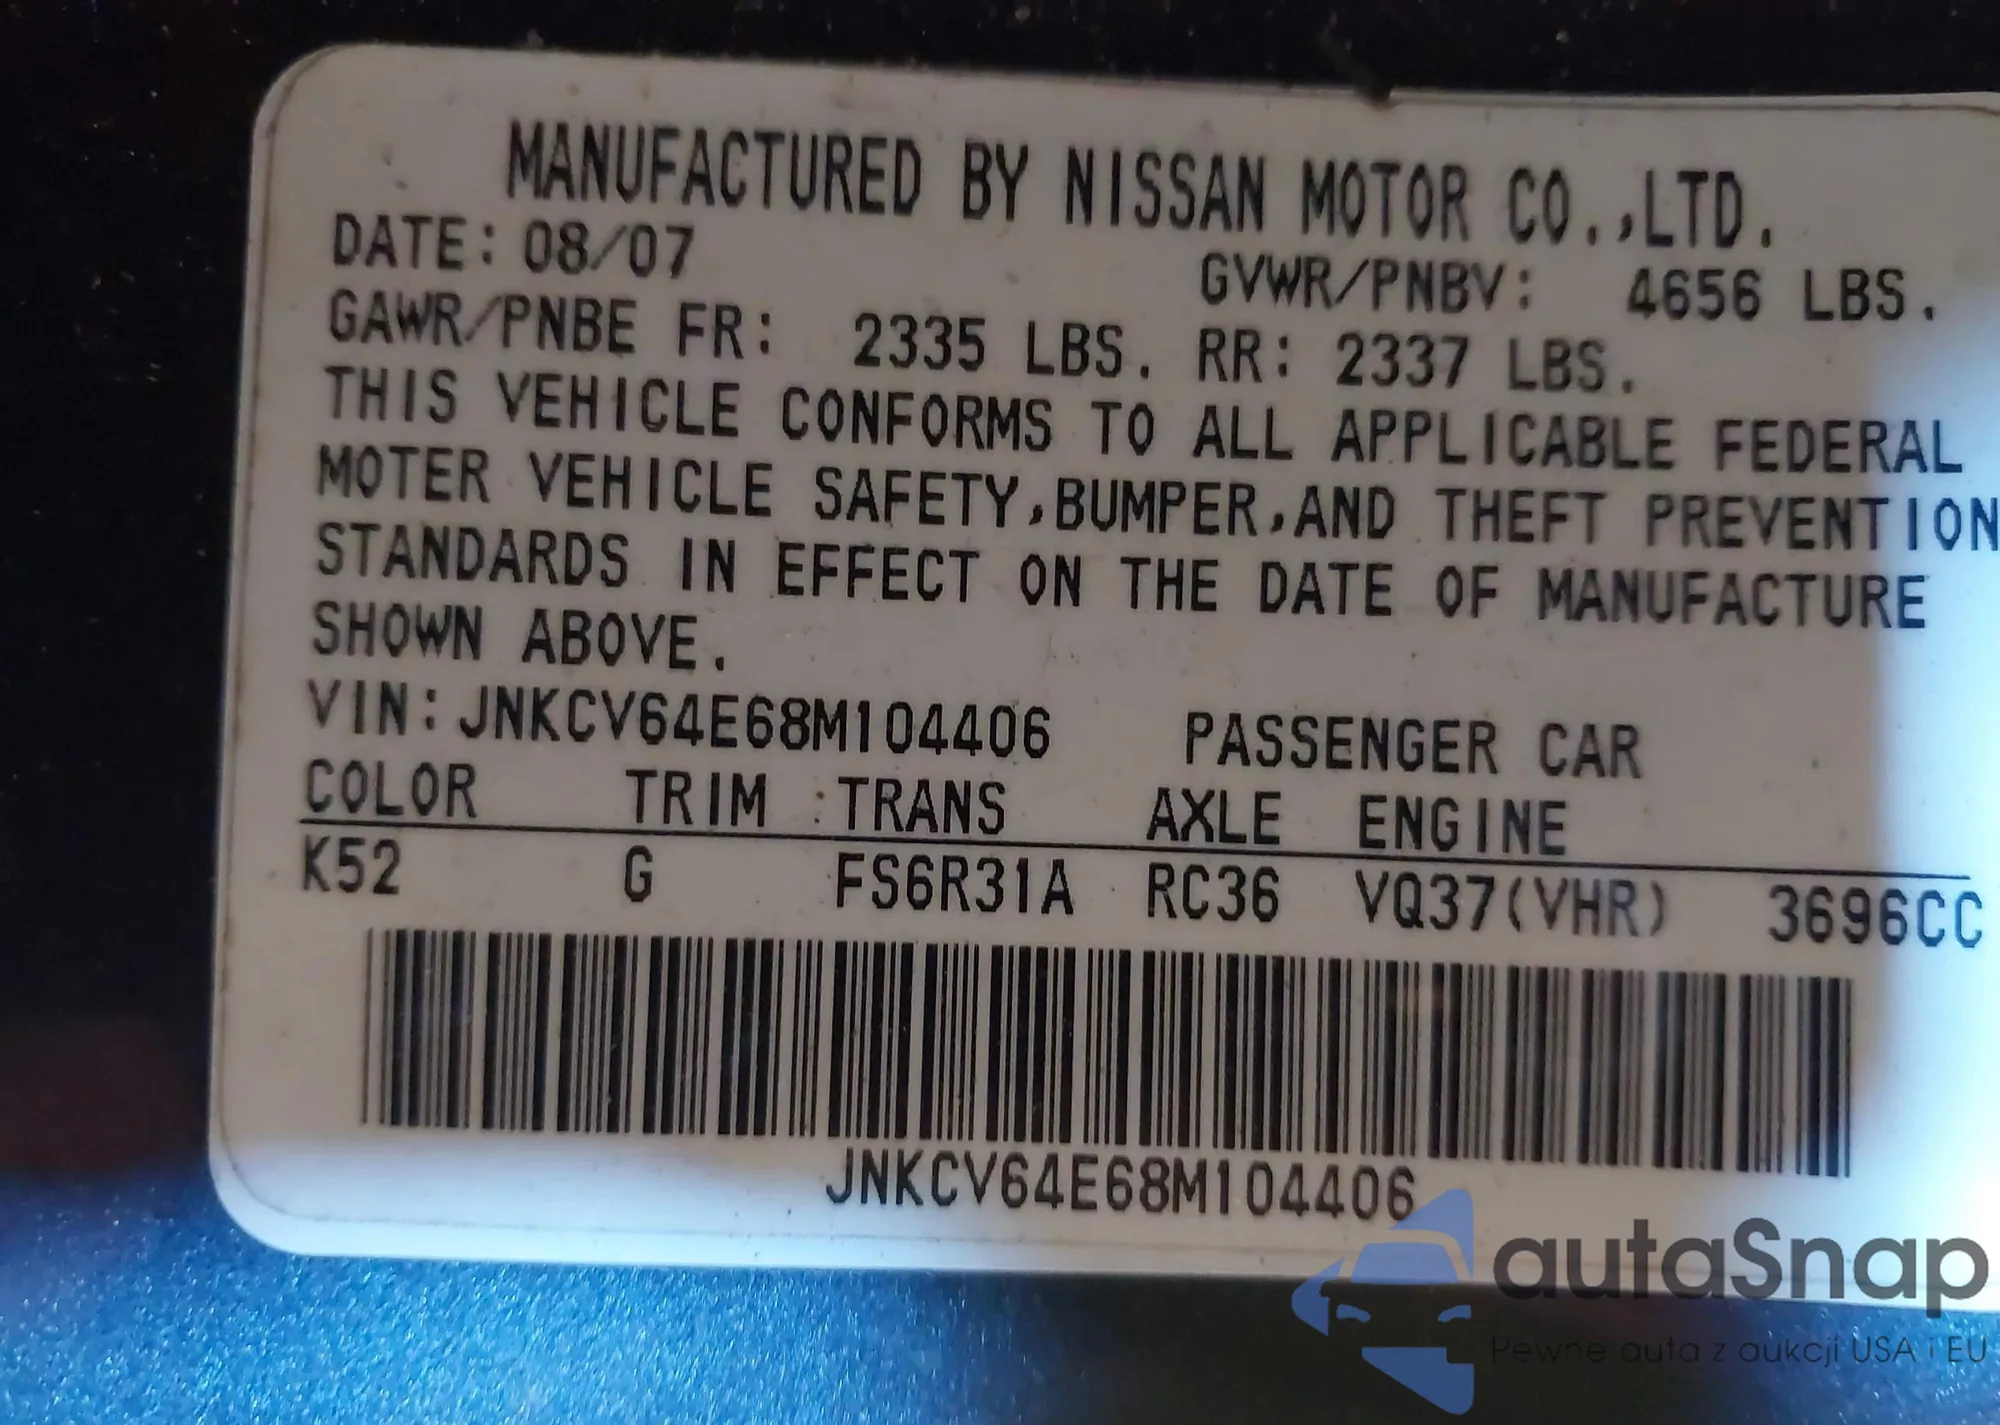 MANUFACTURED BY NISSAN MOTOR CO.,LTD.
DATE: 08/07 GVWR/PNBV: 4656 LBS.
GAWR/PNBE FR: 2335 LBS. RR: 2337 LBS.
THIS VEHICLE CONFORMS TO ALL APPLICABLE FEDERAL
MOTER VEHICLE SAFETY,BUMPER,AND THEFT PREVENTION
STANDARDS IN EFFECT ON THE DATE OF MANUFACTURE
SHOWN ABOVE.
VIN: JNKCV64E68M104406 PASSENGER CAR
COLOR TRIM TRANS AXLE ENGINE
K52 G FS6R31A RC36 VQ37(VHR) 3696CC
JNKCV64E68M104406
autaSnap
Pewne auta z aukcji USA i EU